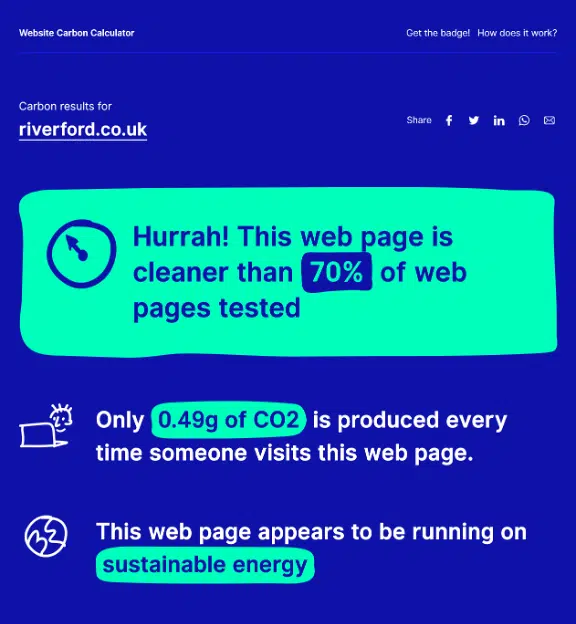 Website Carbon Calculator
Get the badge! How does it work?
Carbon results for
riverford.co.uk
Share
Hurrah! This web page is
cleaner than 70% of web
pages tested
Only 0.49g of CO2 is produced every
time someone visits this web page.
This web page appears to be running on
sustainable energy